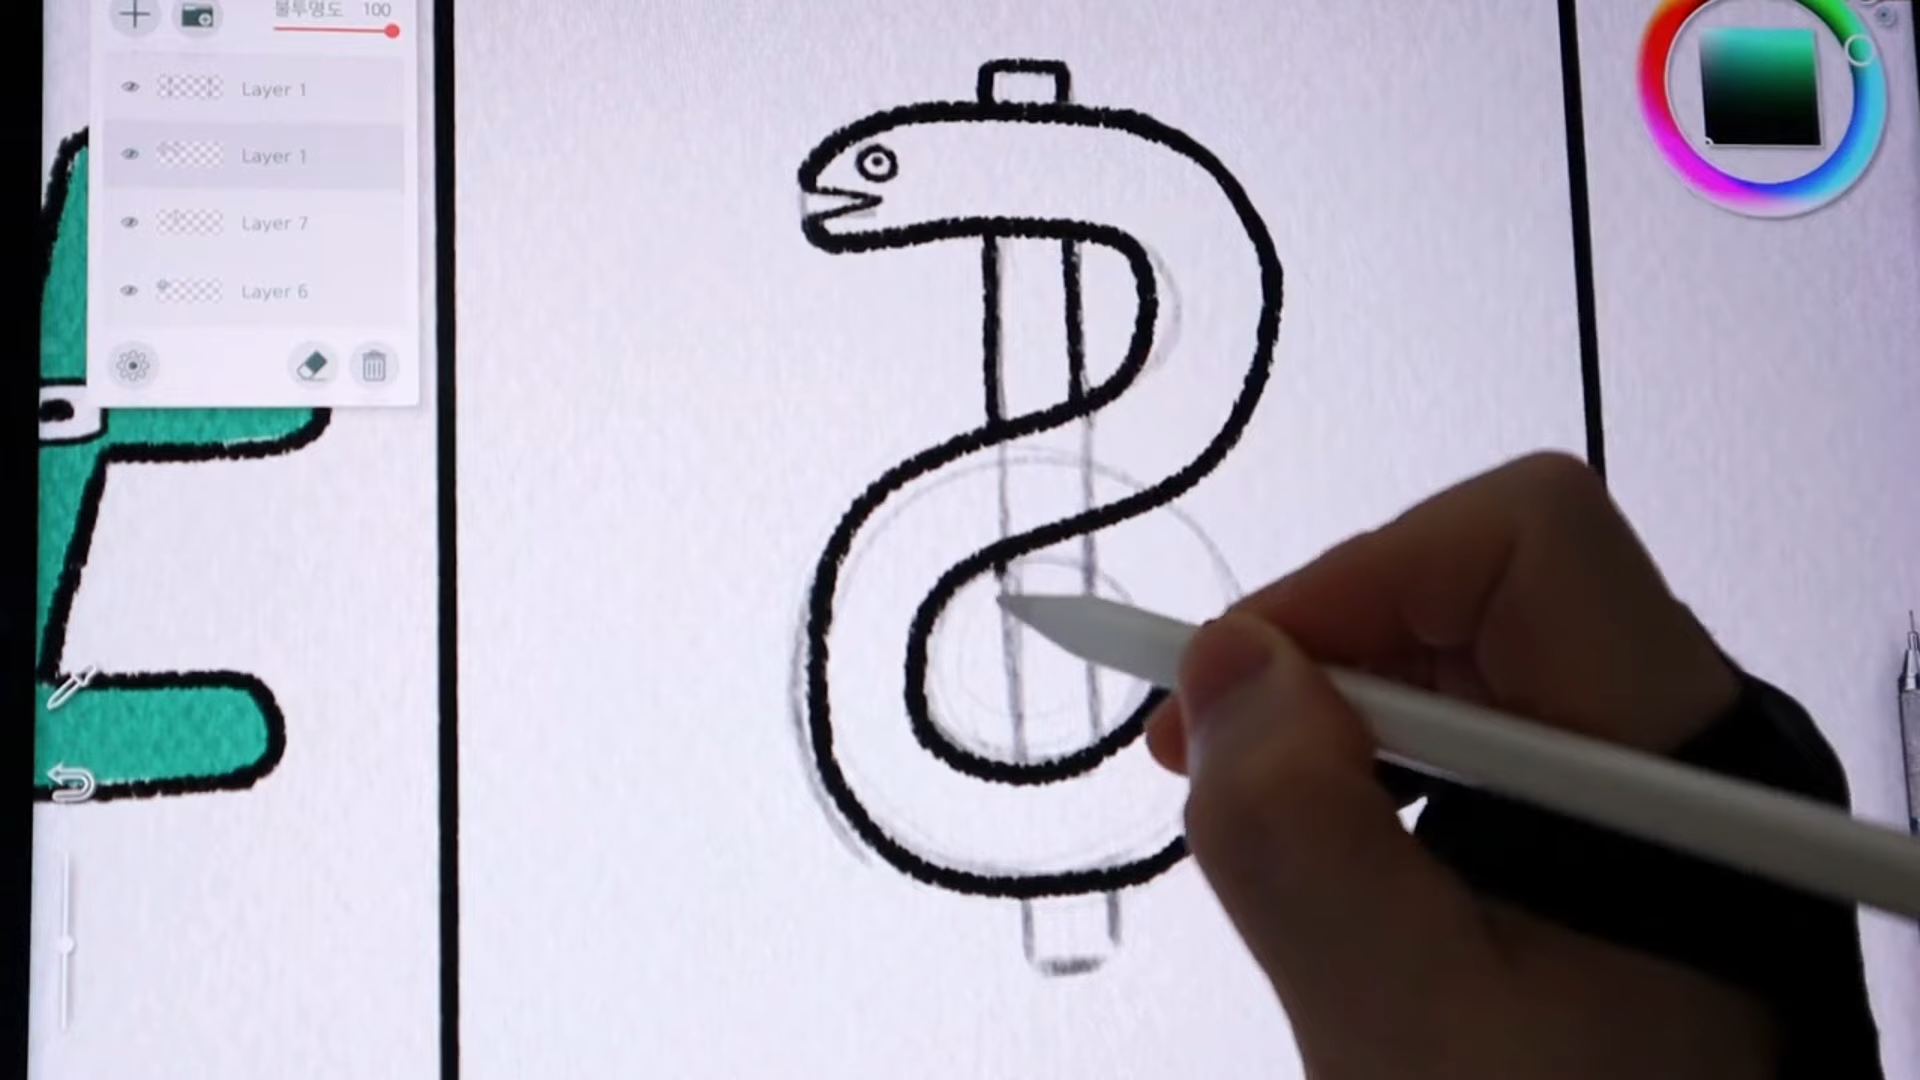 불투명도 100
Layer 1
Layer 1
Layer 7
Layer 6